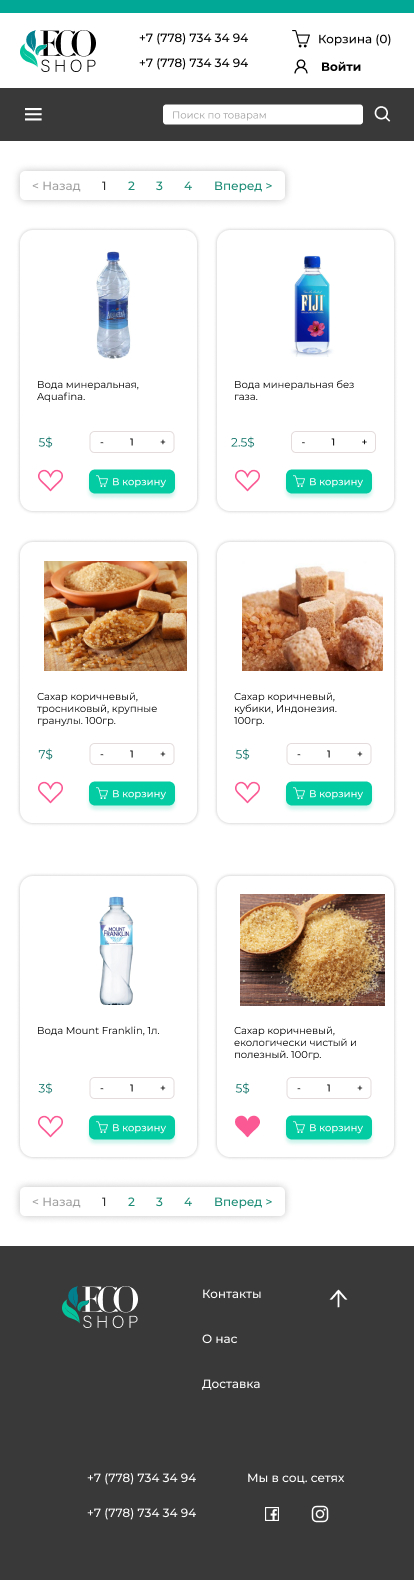 ECO SHOP
+7 (778) 734 34 94
+7 (778) 734 34 94
Корзина (0)
Войти
Поиск по товарам
< Назад 1 2 3 4 Вперед >
AQUAFINA
Вода минеральная,
Aquafina.
5$ - 1 +
В корзину
FIJI
Вода минеральная без
газа.
2.5$ - 1 +
В корзину
Сахар коричневый,
тросниковый, крупные
гранулы. 100гр.
7$ - 1 +
В корзину
Сахар коричневый,
кубики, Индонезия.
100гр.
5$ - 1 +
В корзину
MOUNT
FRANKLIN
Вода Mount Franklin, 1л.
3$ - 1 +
В корзину
Сахар коричневый,
екологически чистый и
полезный. 100гр.
5$ - 1 +
В корзину
< Назад 1 2 3 4 Вперед >
ECO SHOP
Контакты
О нас
Доставка
+7 (778) 734 34 94
+7 (778) 734 34 94
Мы в соц. сетях